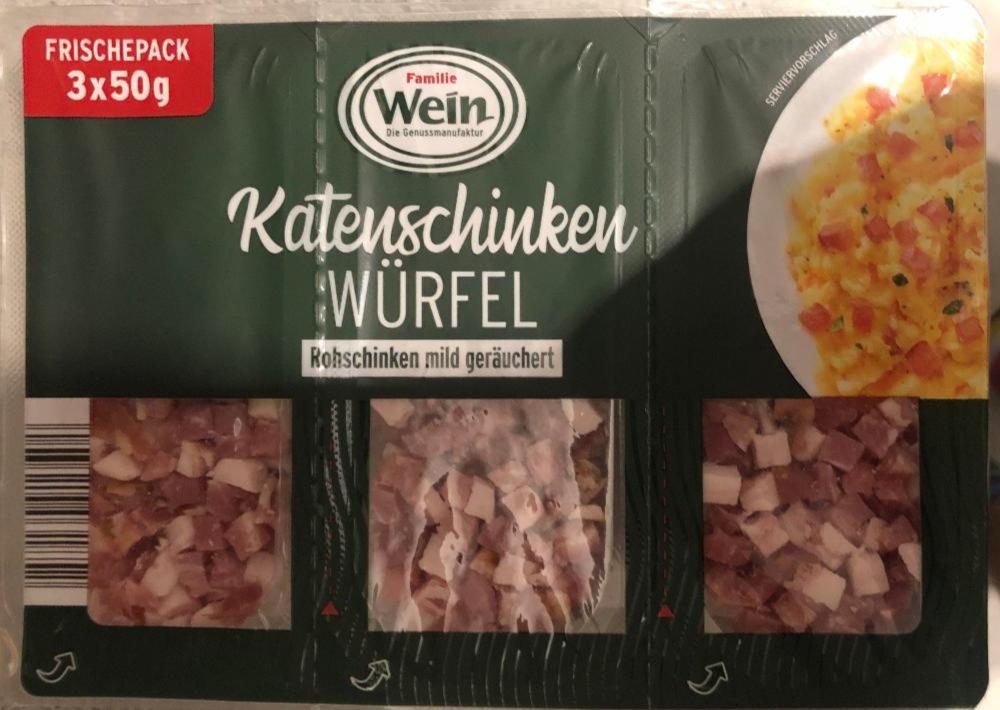 FRISCHEPACK
3x50g
Familie
Wein
Die Genussmanufaktur
SERVIERVORSCHLAG
Katenschinken
WÜRFEL
Rohschinken mild geräuchert